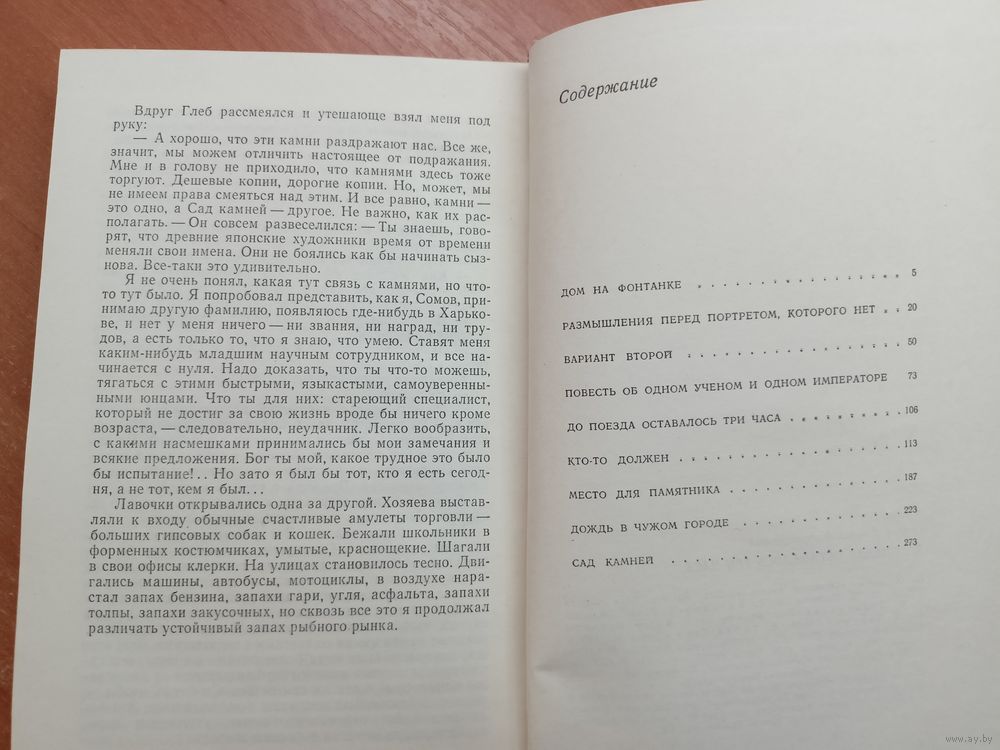 Вдруг Глеб рассмеялся и утешающе взял меня под
руку:
— А хорошо, что эти камни раздражают нас. Все же,
значит, мы можем отличить настоящее от подражания.
Мне и в голову не приходило, что камнями здесь тоже
торгуют. Дешевые копии, дорогие копии. Но, может, мы
не имеем права смеяться над этим. И все равно, камни —
это одно, а Сад камней — другое. Не важно, как их рас-
полагать. — Он совсем развеселился: — Ты знаешь, гово-
рят, что древние японские художники время от времени
меняли свои имена. Они не боялись как бы начинать сыз-
нова. Все-таки это удивительно.
Я не очень понял, какая тут связь с камнями, но что-
то тут было. Я попробовал представить, как я, Сомов, при-
нимаю другую фамилию, появляюсь где-нибудь в Харько-
ве, и нет у меня ничего — ни звания, ни наград, ни тру-
дов, а есть только то, что я знаю, что умею. Ставят меня
каким-нибудь младшим научным сотрудником, и все на-
чинается с нуля. Надо доказать, что ты что-то можешь,
тягаться с этими быстрыми, языкастыми, самоуверенны-
ными юнцами. Что ты для них: стареющий специалист,
который не достиг за свою жизнь вроде бы ничего кроме
возраста, — следовательно, неудачник. Легко вообразить,
с какими насмешками принимались бы мои замечания и
всякие предложения. Бог ты мой, какое трудное это было
бы испытание!.. Но зато я был бы тот, кто я есть сегод-
ня, а не тот, кем я был...
Лавочки открывались одна за другой. Хозяева выстав-
ляли к входу обычные счастливые амулеты торговли —
больших гипсовых собак и кошек. Бежали школьники в
форменных костюмчиках, умытые, краснощекие. Шагали
в свои офисы клерки. На улицах становилось тесно. Дви-
гались машины, автобусы, мотоциклы, в воздухе нара-
стал запах бензина, запахи гари, угля, асфальта, запахи
толпы, запахи закусочных, но сквозь все это я продолжал
различать устойчивый запах рыбного рынка.
Содержание
ДОМ НА ФОНТАНКЕ . . . . . . . . . . . . 5
РАЗМЫШЛЕНИЯ ПЕРЕД ПОРТРЕТОМ, КОТОРОГО НЕТ . . 20
ВАРИАНТ ВТОРОЙ . . . . . . . . . . . . 50
ПОВЕСТЬ ОБ ОДНОМ УЧЕНОМ И ОДНОМ ИМПЕРАТОРЕ 73
ДО ПОЕЗДА ОСТАВАЛОСЬ ТРИ ЧАСА . . . . . . 106
КТО-ТО ДОЛЖЕН . . . . . . . . . . . . 113
МЕСТО ДЛЯ ПАМЯТНИКА . . . . . . . . . . 187
ДОЖДЬ В ЧУЖОМ ГОРОДЕ . . . . . . . . . . 223
САД КАМНЕЙ . . . . . . . . . . . . . 273
www.ay.by